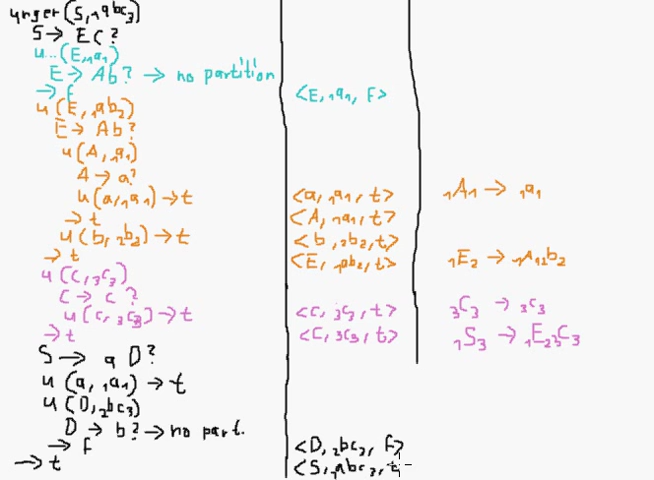 unger(S,₁abc₃)
S → EC?
u...(E,₁a₁)
E → Ab? → no partition
→ f <E,₁a₁, F>
u(E,₁ab₂)
E → Ab?
u(A,₁a₁)
A → a?
u(a,₁a₁) → t <a,₁a₁, t> ₁A₁ → ₁a₁
→ t <A,₁a₁, t>
u(b,₂b₂) → t <b,₂b₂, t>
→ t <E,₁ab₂, t> ₁E₂ → ₁A₁₂b₂
u(C,₃c₃)
C → c?
u(c,₃c₃) → t <c,₃c₃, t> ₃C₃ → ₃c₃
→ t <C,₃c₃, t> ₁S₃ → ₁E₂₃C₃
S → a D?
u(a,₁a₁) → t
u(D,₂bc₃)
D → b? → no part.
→ f <D,₂bc₃, F>
→ t <S,₁abc₃, t